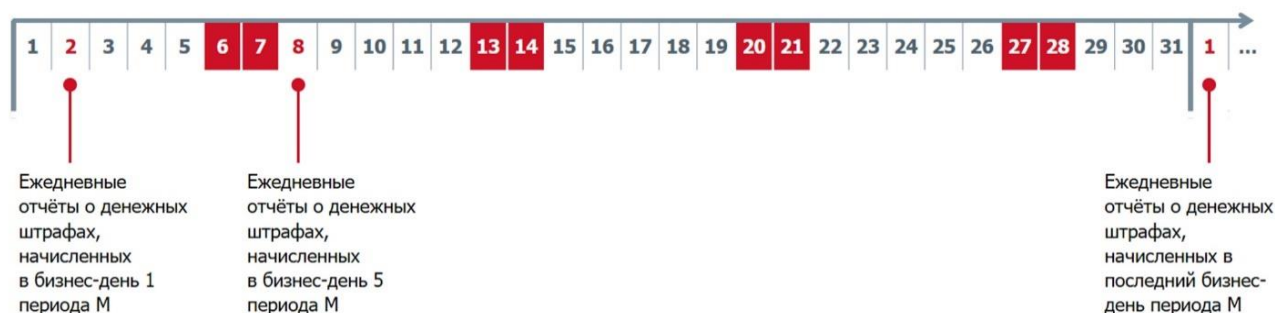 1 2 3 4 5 6 7 8 9 10 11 12 13 14 15 16 17 18 19 20 21 22 23 24 25 26 27 28 29 30 31 1 ...
Ежедневные
отчёты о денежных
штрафах,
начисленных
в бизнес-день 1
периода М
Ежедневные
отчёты о денежных
штрафах,
начисленных
в бизнес-день 5
периода М
Ежедневные
отчёты о денежных
штрафах,
начисленных в
последний бизнес-
день периода М